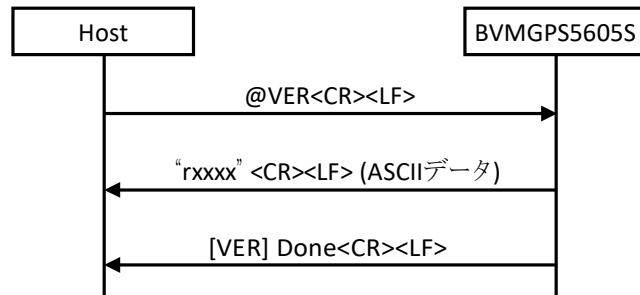 Host
BVMGPS5605S
@VER<CR><LF>
“rxxxx” <CR><LF> (ASCIIデータ)
[VER] Done<CR><LF>